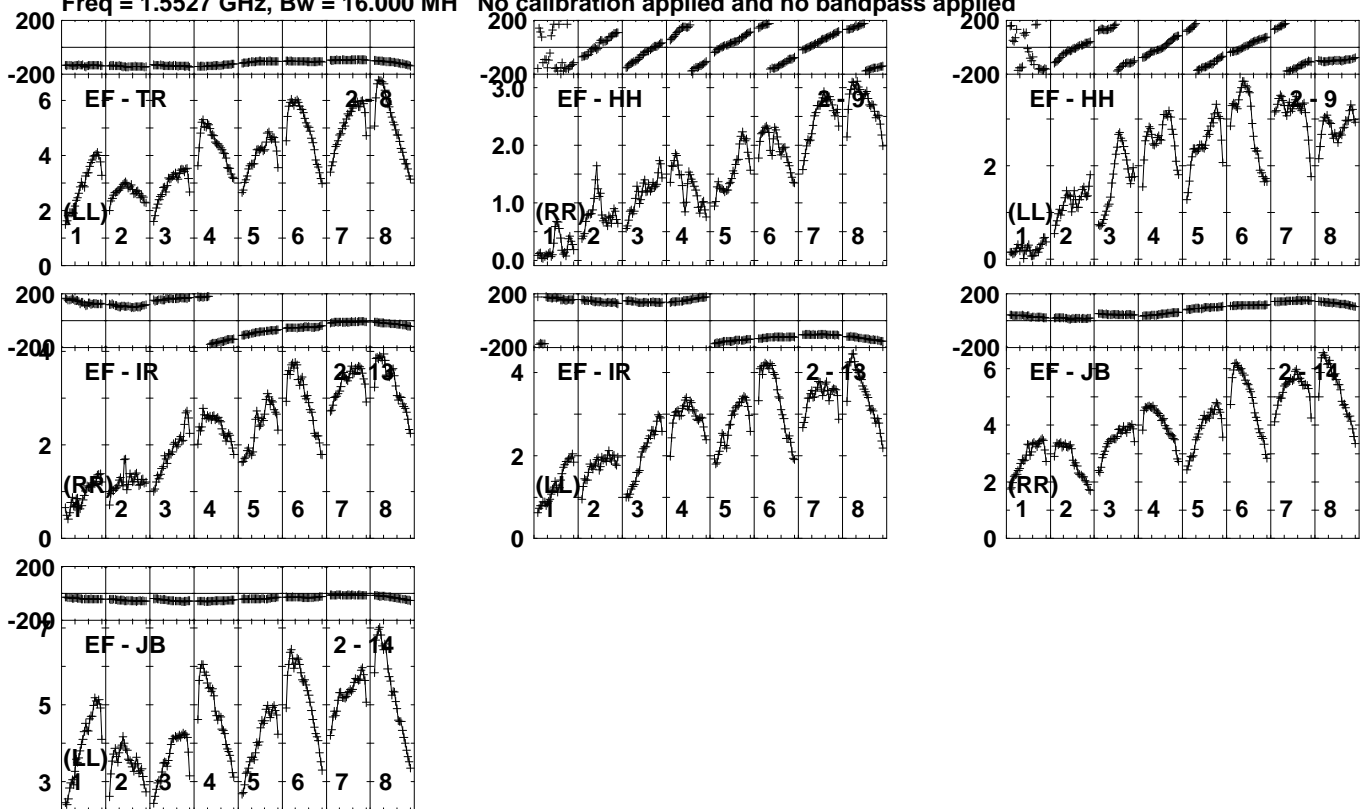 Freq = 1.5527 GHz, Bw = 16.000 MH No calibration applied and no bandpass applied
200
-200
EF - TR 2 - 8
6
4
2
0
(LL)
1 2 3 4 5 6 7 8
200
-200
EF - HH 2 - 9
3.0
2.0
1.0
0.0
(RR)
1 2 3 4 5 6 7 8
200
-200
EF - HH 2 - 9
2
0
(LL)
1 2 3 4 5 6 7 8
200
-200
EF - IR 2 - 13
4
2
0
(RR)
1 2 3 4 5 6 7 8
200
-200
EF - IR 2 - 13
4
2
0
(LL)
1 2 3 4 5 6 7 8
200
-200
EF - JB 2 - 14
6
4
2
0
(RR)
1 2 3 4 5 6 7 8
200
-200
EF - JB 2 - 14
7
5
3
(LL)
1 2 3 4 5 6 7 8